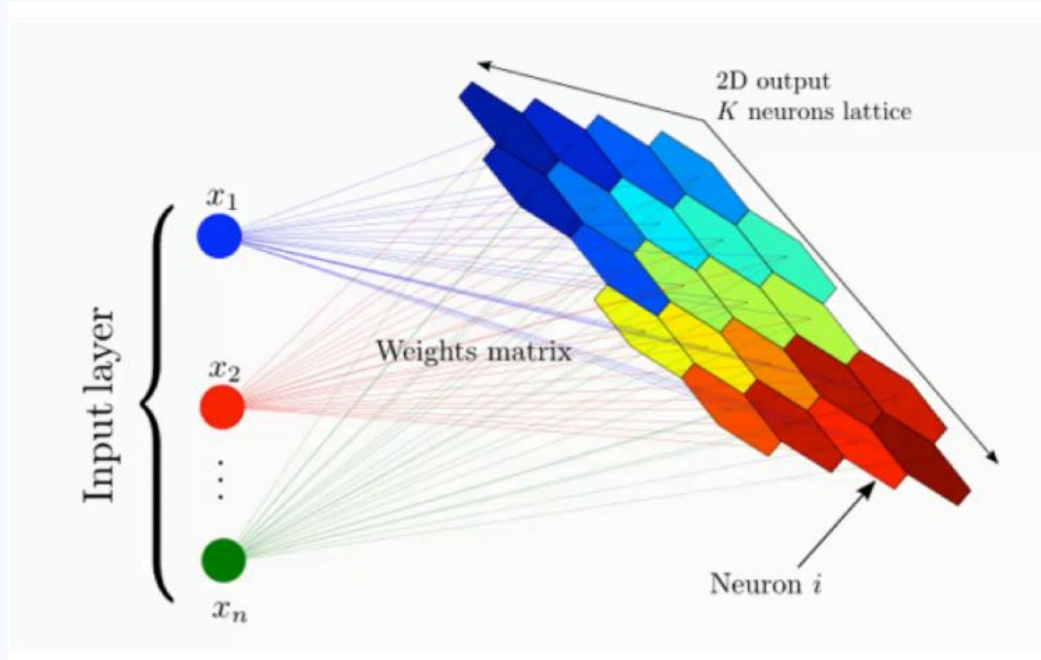 2D output
K neurons lattice
x₁
Input layer
Weights matrix
x₂
⋮
Neuron i
xₙ